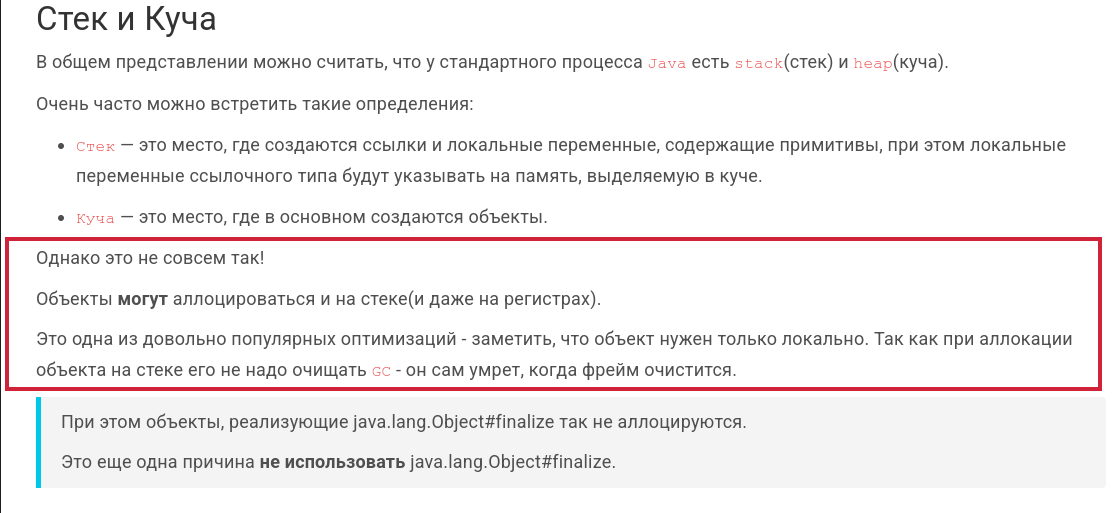 Стек и Куча
В общем представлении можно считать, что у стандартного процесса Java есть stack(стек) и heap(куча).
Очень часто можно встретить такие определения:
• Стек — это место, где создаются ссылки и локальные переменные, содержащие примитивы, при этом локальные
переменные ссылочного типа будут указывать на память, выделяемую в куче.
• Куча — это место, где в основном создаются объекты.
Однако это не совсем так!
Объекты могут аллоцироваться и на стеке(и даже на регистрах).
Это одна из довольно популярных оптимизаций - заметить, что объект нужен только локально. Так как при аллокации
объекта на стеке его не надо очищать GC - он сам умрет, когда фрейм очистится.
При этом объекты, реализующие java.lang.Object#finalize так не аллоцируются.
Это еще одна причина не использовать java.lang.Object#finalize.